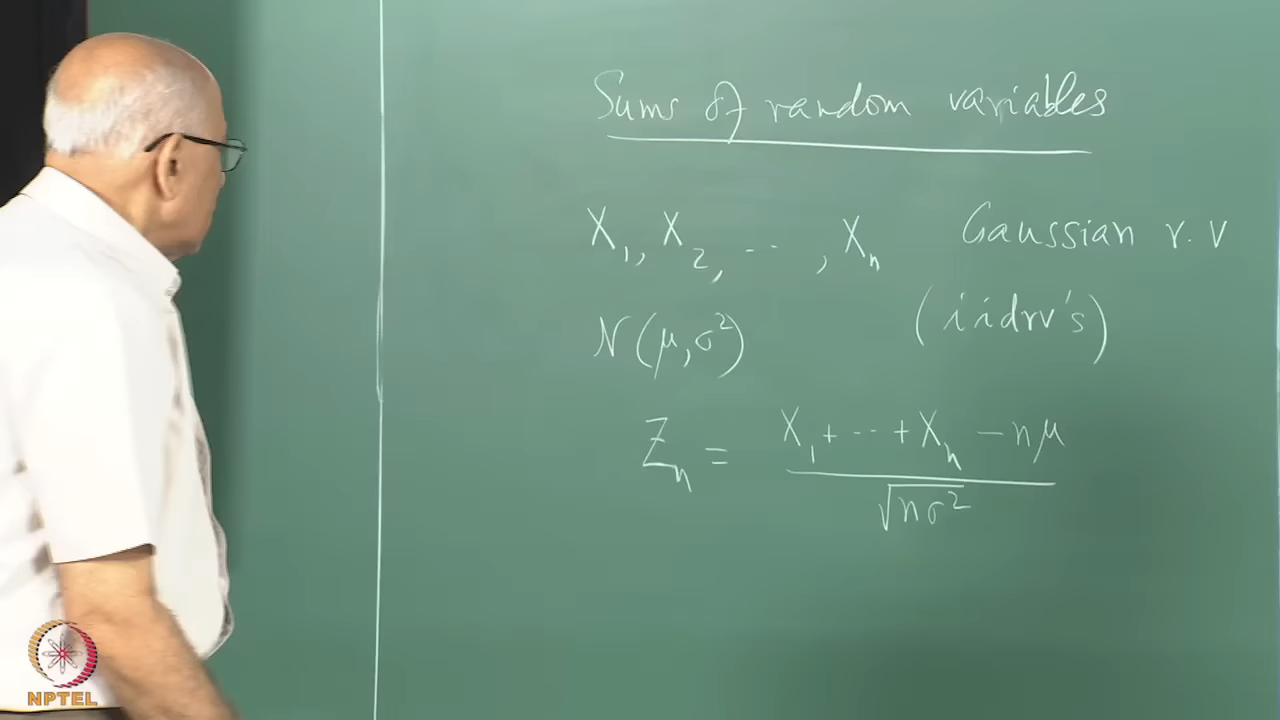 Sums of random variables
X₁, X₂, ..., Xₙ Gaussian r.v
N(μ, σ²) (iidrv's)
Zₙ = (X₁ + ... + Xₙ - nμ) / √(nσ²)
NPTEL